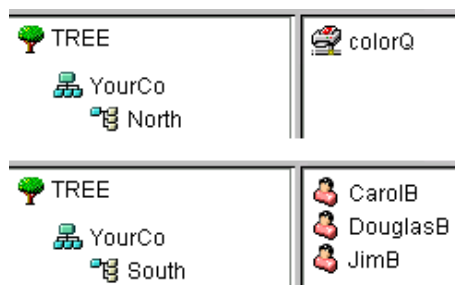 TREE
colorQ
YourCo
North
TREE
CarolB
YourCo
DouglasB
South
JimB